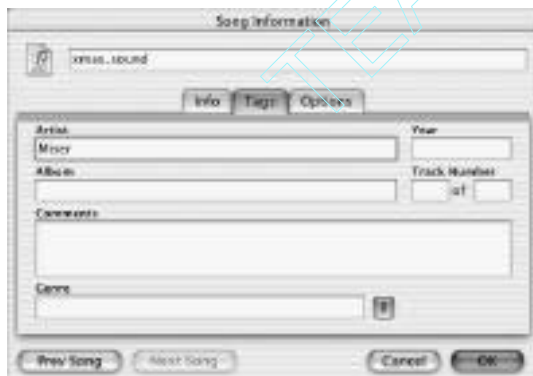 Song Information
xmas.sound
Info Tags Options
Artist Year
Meier
Album Track Number
of
Comments
Genre
Prev Song Next Song Cancel OK